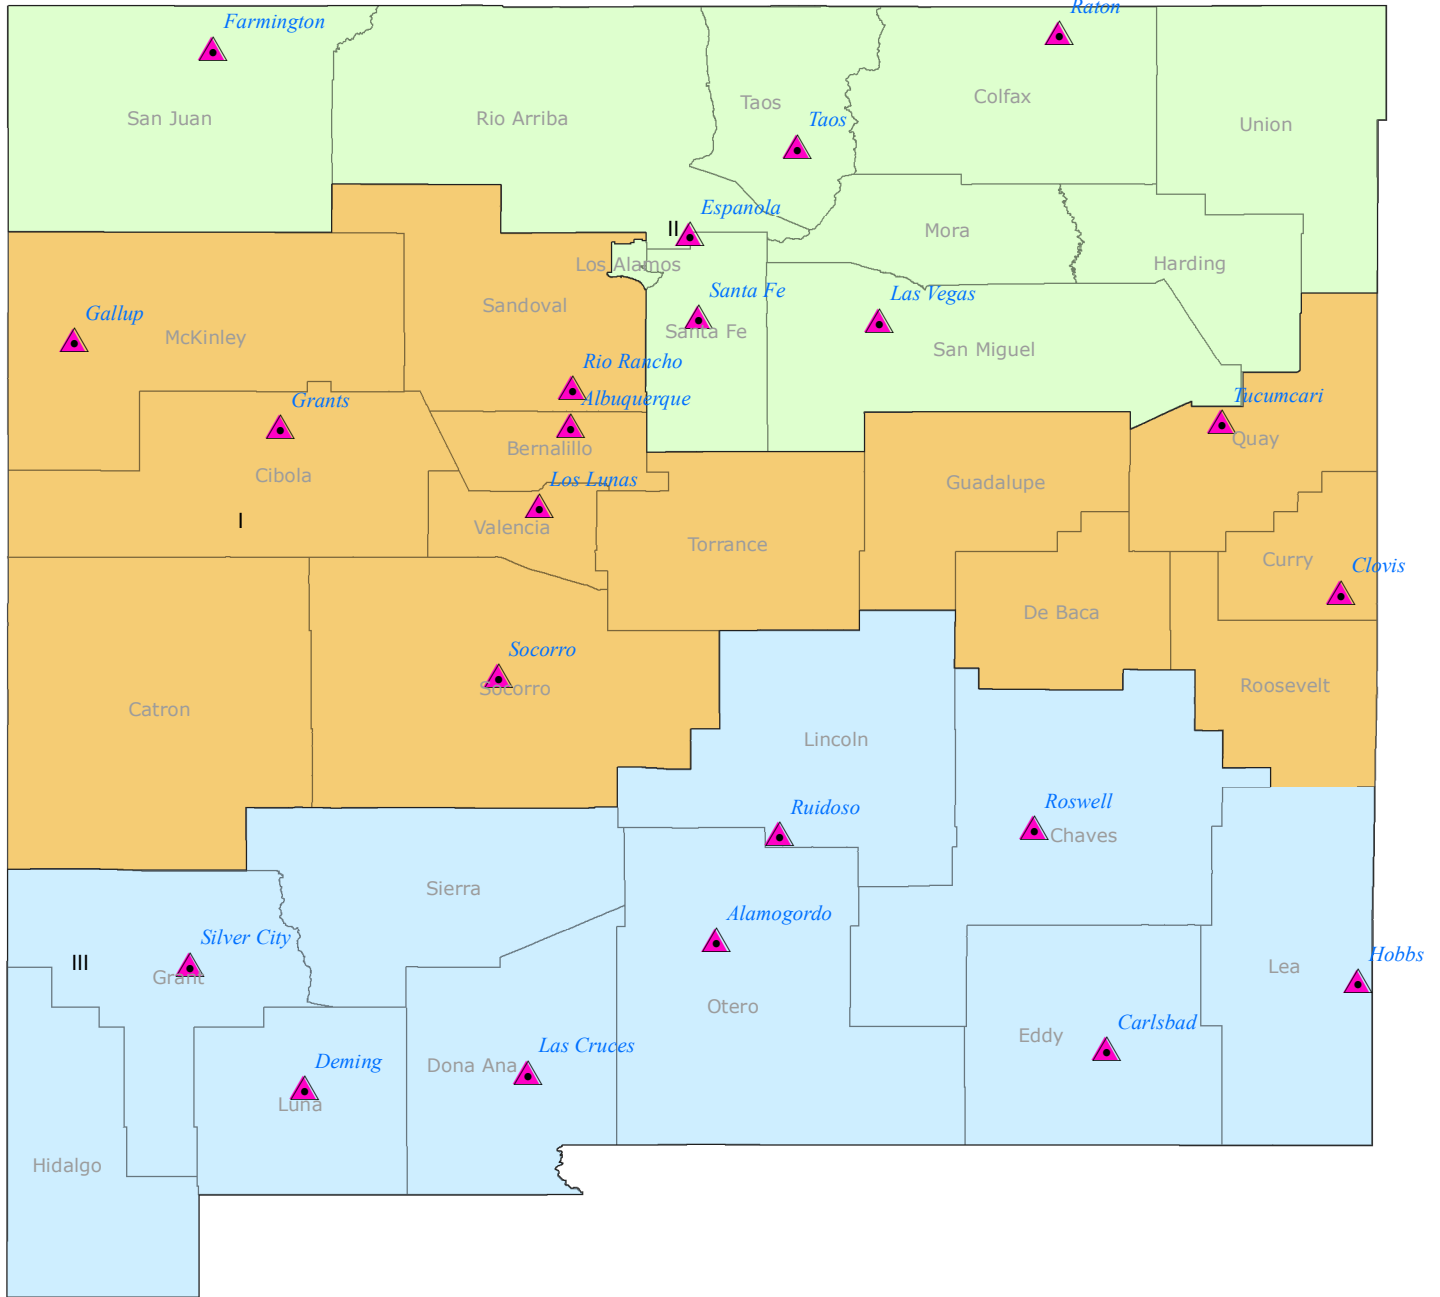 Raton
Farmington
Colfax
Taos
San Juan
Rio Arriba
Taos
Union
Espanola
II
Mora
Los Alamos
Harding
Santa Fe
Las Vegas
Sandoval
Gallup
McKinley
Santa Fe
San Miguel
Rio Rancho
Grants
Albuquerque
Tucumcari
Bernalillo
Quay
Cibola
Los Lunas
Guadalupe
I
Valencia
Torrance
Curry
Clovis
De Baca
Socorro
Socorro
Roosevelt
Catron
Lincoln
Ruidoso
Roswell
Chaves
Sierra
Alamogordo
Silver City
III
Grant
Hobbs
Lea
Otero
Carlsbad
Eddy
Las Cruces
Deming
Dona Ana
Luna
Hidalgo